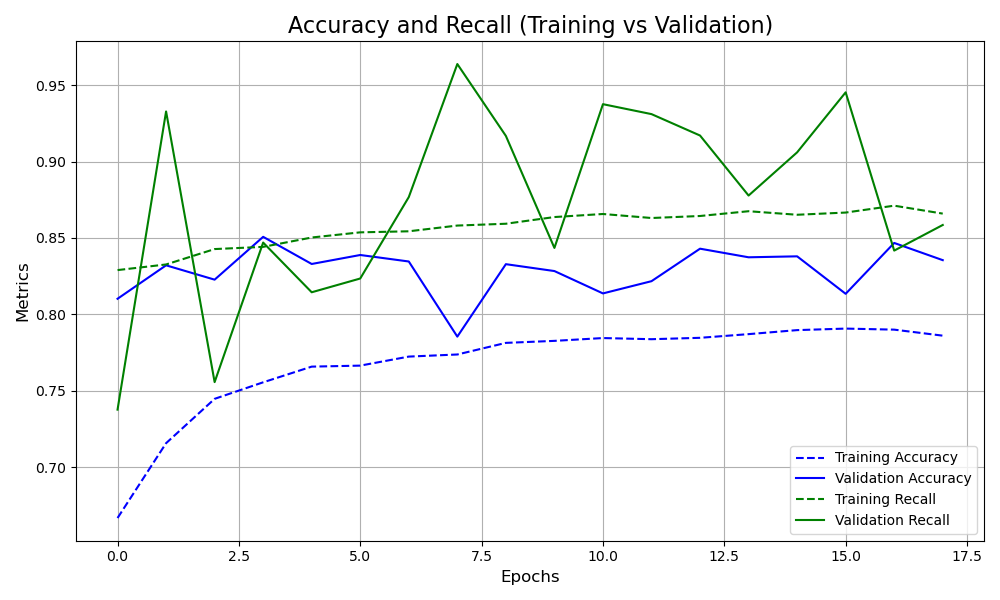 Accuracy and Recall (Training vs Validation)
Metrics
0.95
0.90
0.85
0.80
0.75
0.70
Training Accuracy
Validation Accuracy
Training Recall
Validation Recall
0.0 2.5 5.0 7.5 10.0 12.5 15.0 17.5
Epochs